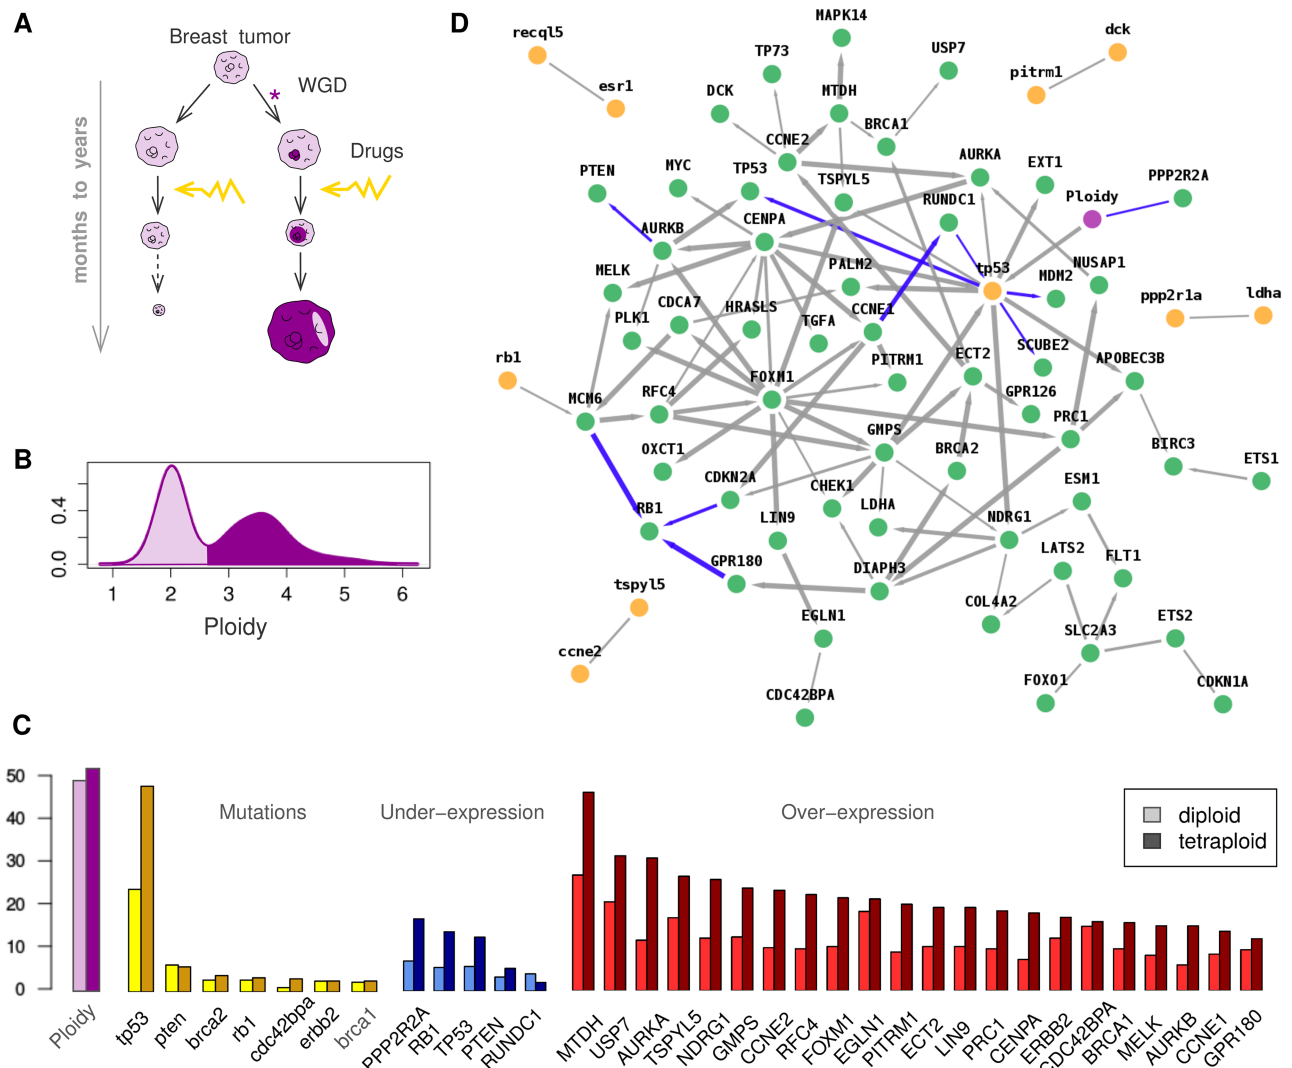 A
Breast tumor
*
WGD
Drugs
months to years
B
0.4
0.0
1 2 3 4 5 6
Ploidy
D
recql5
esr1
MAPK14
TP73
USP7
dck
pitrm1
DCK
MTDH
BRCA1
CCNE2
AURKA
EXT1
PTEN
MYC
TP53
TSPYL5
RUNDC1
Ploidy
PPP2R2A
AURKB
CENPA
MELK
PALM2
tp53
MDM2
NUSAP1
CDCA7
HRASLS
TGFA
CCNE1
ppp2r1a
ldha
PLK1
PITRM1
ECT2
SCUBE2
APOBEC3B
rb1
MCM6
RFC4
FOXM1
GPR126
PRC1
GMPS
OXCT1
CDKN2A
BRCA2
BIRC3
ETS1
RB1
LIN9
CHEK1
LDHA
NDRG1
ESM1
GPR180
DIAPH3
LATS2
FLT1
tspyl5
ccne2
EGLN1
COL4A2
SLC2A3
ETS2
CDC42BPA
FOXO1
CDKN1A
C
50
40
30
20
10
0
Mutations
Under-expression
Over-expression
diploid
tetraploid
Ploidy
tp53
pten
brca2
rb1
cdc42bpa
erbb2
brca1
PPP2R2A
RB1
TP53
PTEN
RUNDC1
MTDH
USP7
AURKA
TSPYL5
NDRG1
GMPS
CCNE2
RFC4
FOXM1
EGLN1
PITRM1
ECT2
LIN9
PRC1
CENPA
ERBB2
CDC42BPA
BRCA1
MELK
AURKB
CCNE1
GPR180